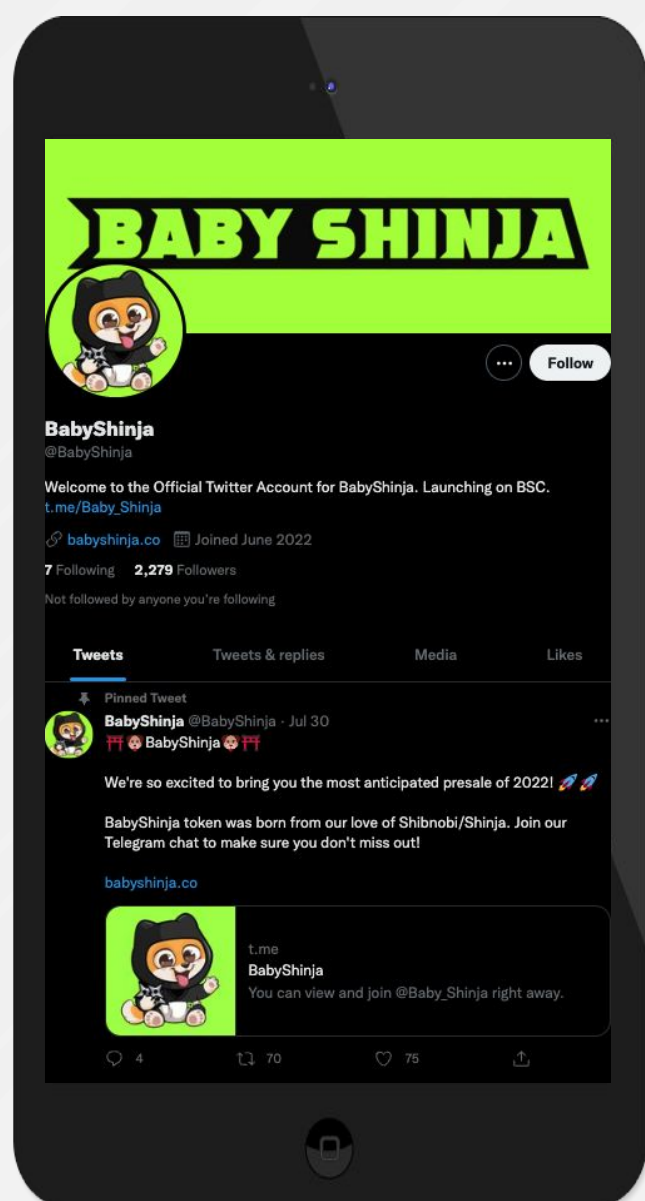 BABY SHINJA
Follow
BabyShinja
@BabyShinja
Welcome to the Official Twitter Account for BabyShinja. Launching on BSC.
t.me/Baby_Shinja
babyshinja.co Joined June 2022
7 Following 2,279 Followers
Not followed by anyone you're following
Tweets Tweets & replies Media Likes
Pinned Tweet
BabyShinja @BabyShinja · Jul 30
⛩🐶BabyShinja🐶⛩
We're so excited to bring you the most anticipated presale of 2022! 🚀 🚀
BabyShinja token was born from our love of Shibnobi/Shinja. Join our
Telegram chat to make sure you don't miss out!
babyshinja.co
t.me
BabyShinja
You can view and join @Baby_Shinja right away.
4 70 75